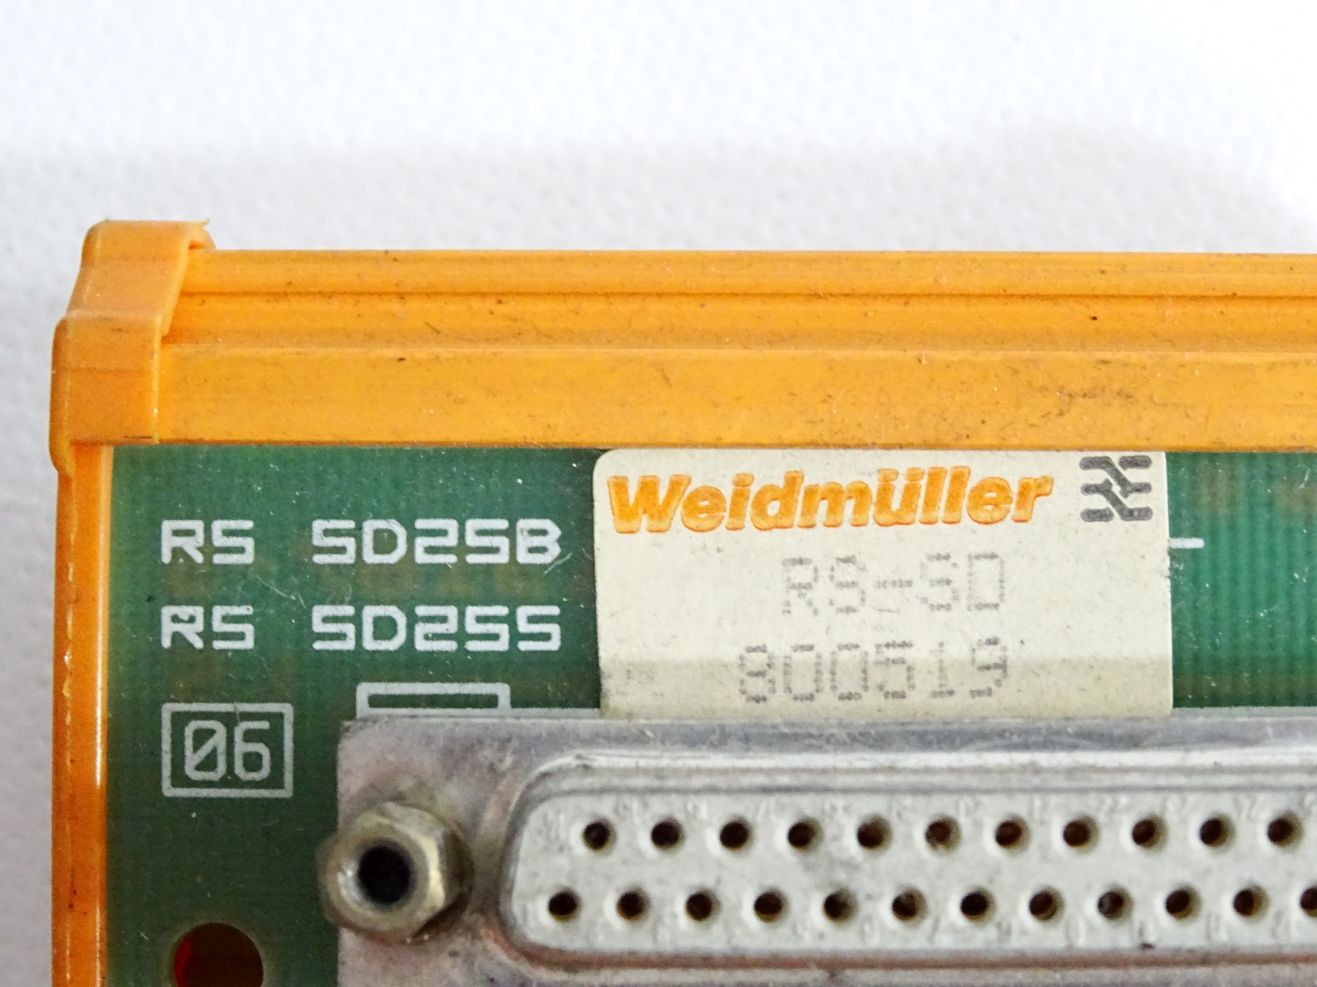 RS SD25B
RS SD25S
06
Weidmüller
RS-SD
800519